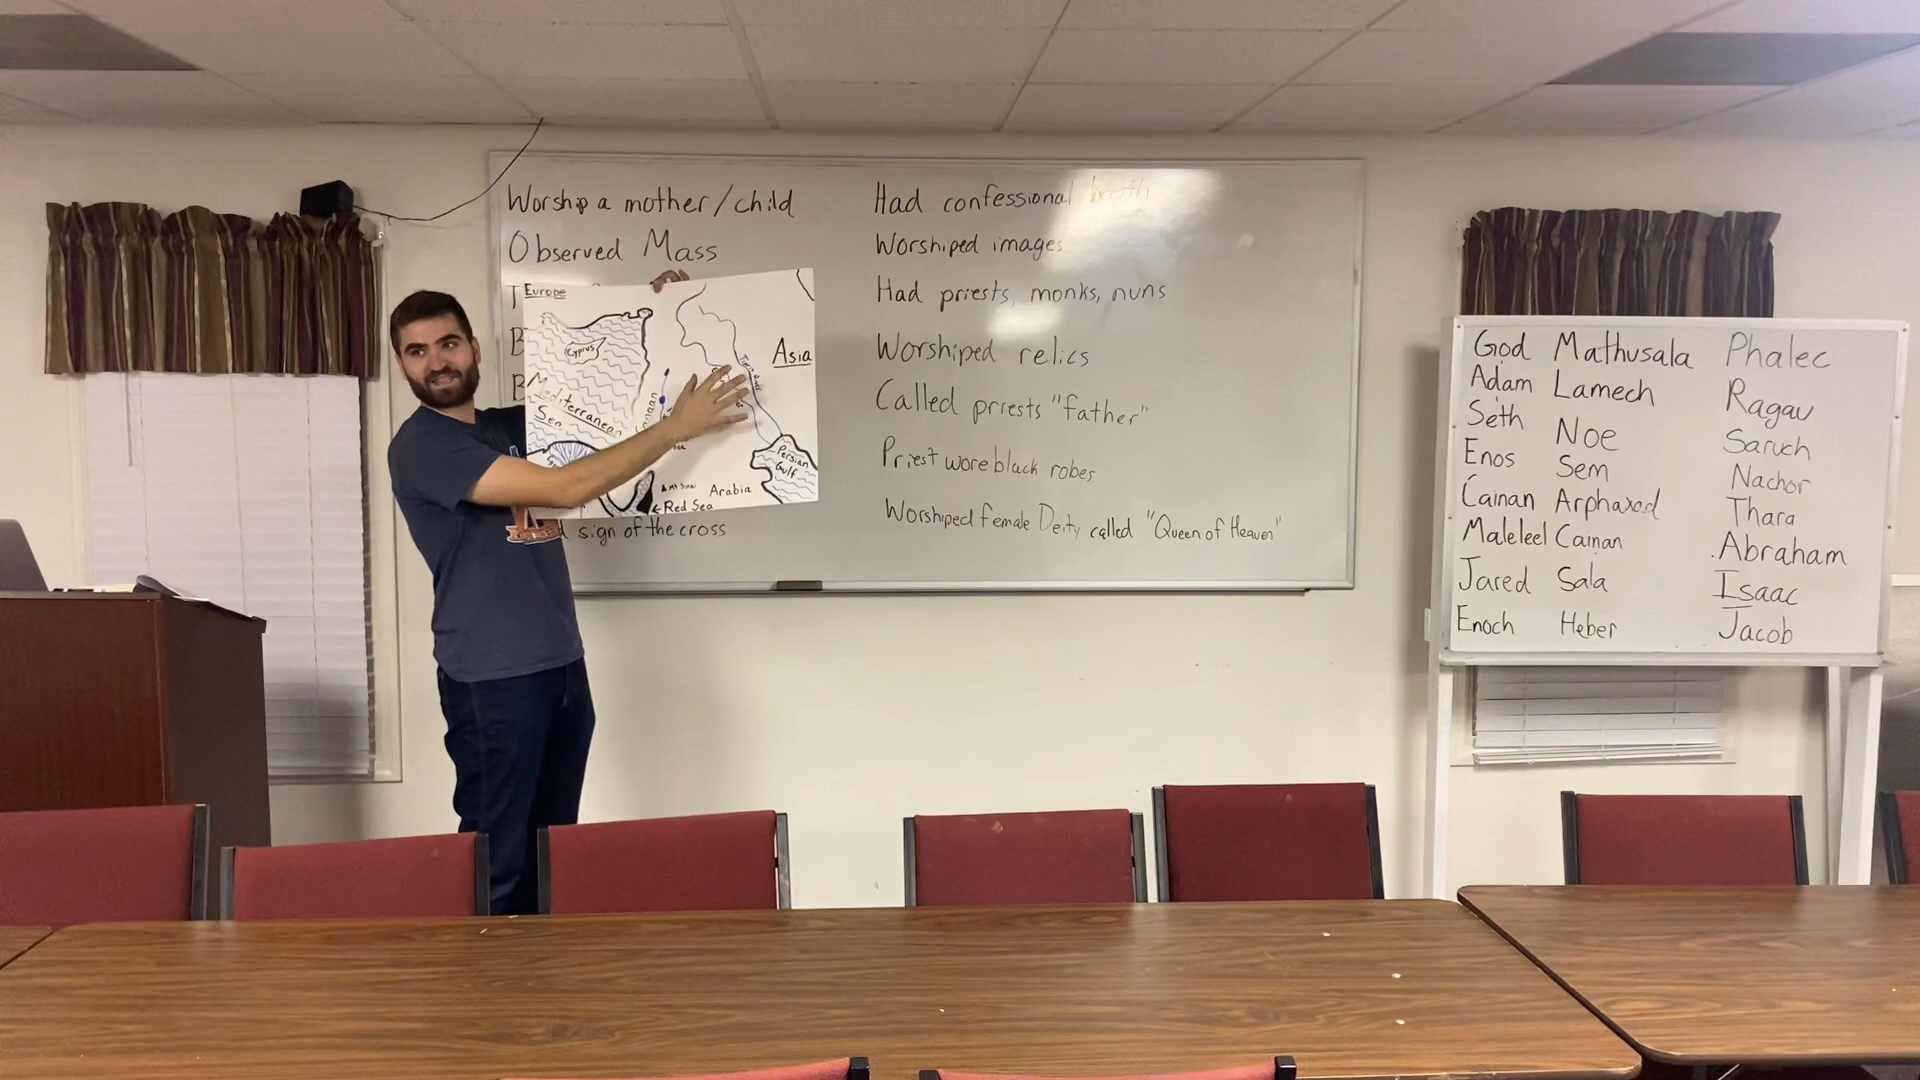 Worship a mother/child
Observed Mass
sign of the cross
Had confessional booth
Worshiped images
Had priests, monks, nuns
Worshiped relics
Called priests "father"
Priest wore black robes
Worshiped female Deity called "Queen of Heaven"
Europe
Cyprus
Asia
Mediterranean
Sea
Persian
Gulf
Arabia
←Red Sea
God
Adam
Seth
Enos
Cainan
Maleleel
Jared
Enoch
Mathusala
Lamech
Noe
Sem
Arphaxad
Cainan
Sala
Heber
Phalec
Ragau
Saruch
Nachor
Thara
Abraham
Isaac
Jacob